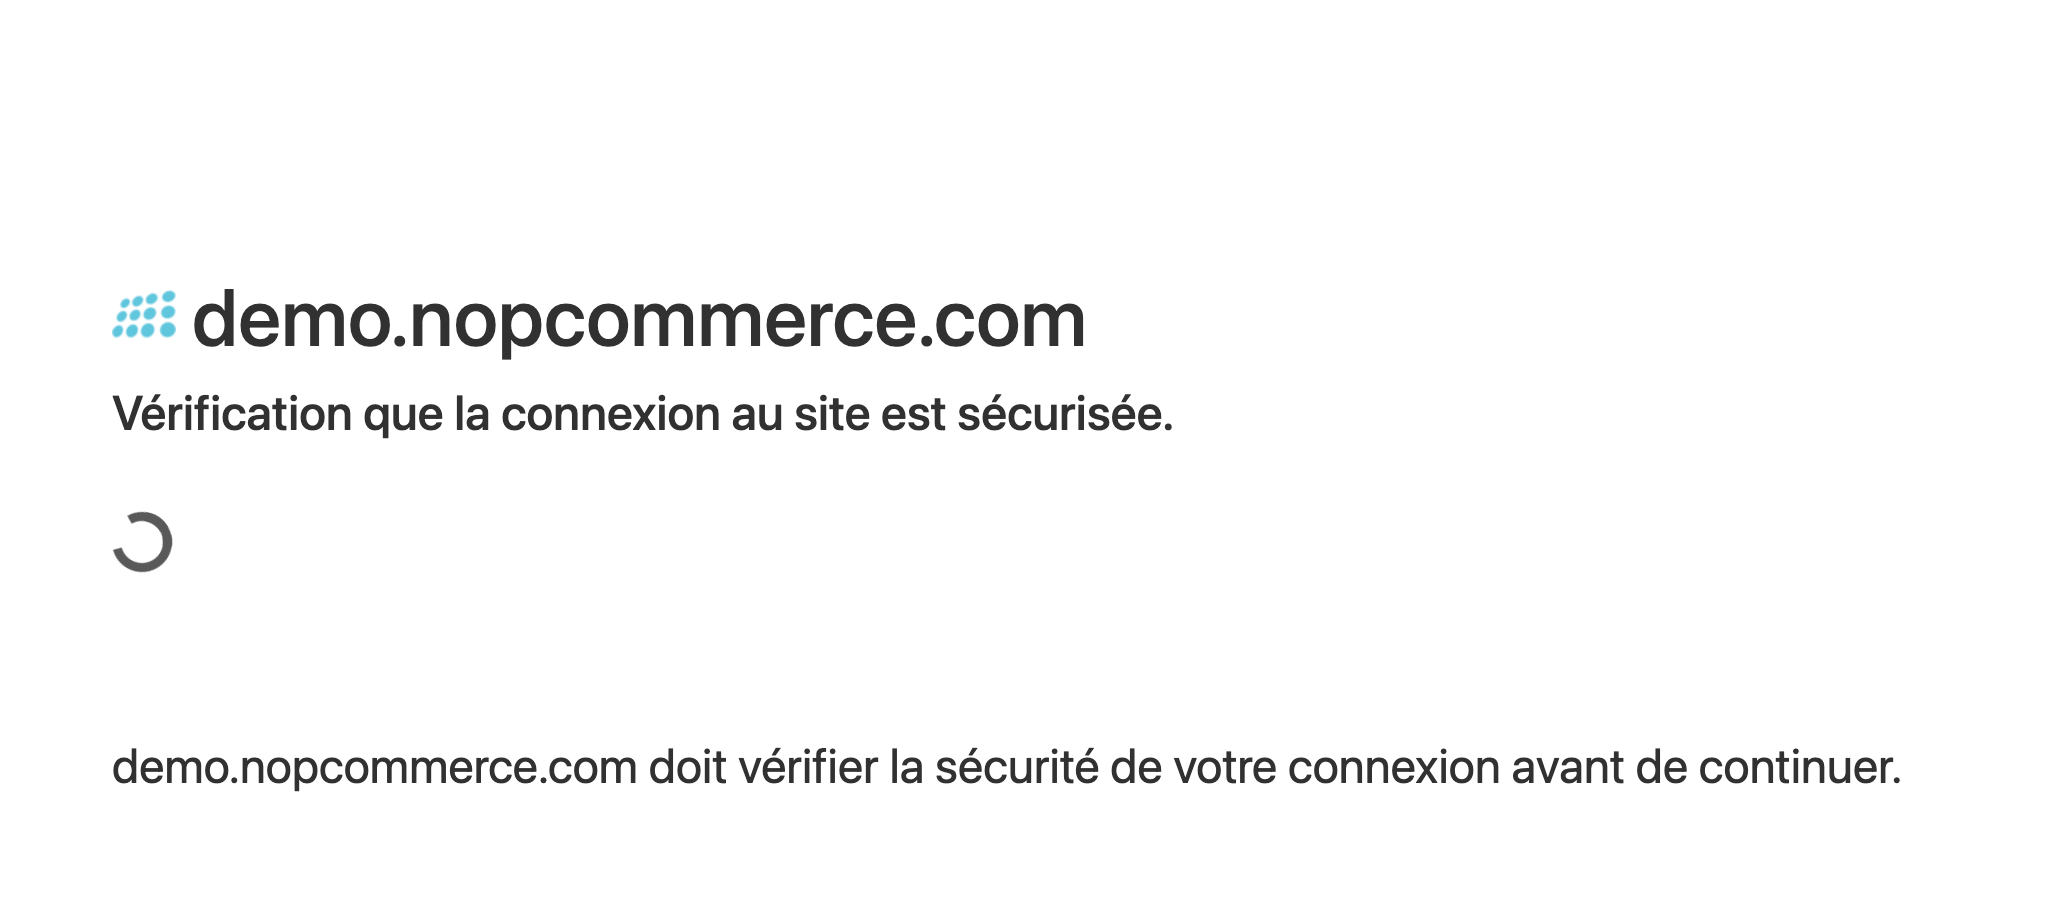 demo.nopcommerce.com
Vérification que la connexion au site est sécurisée.
demo.nopcommerce.com doit vérifier la sécurité de votre connexion avant de continuer.